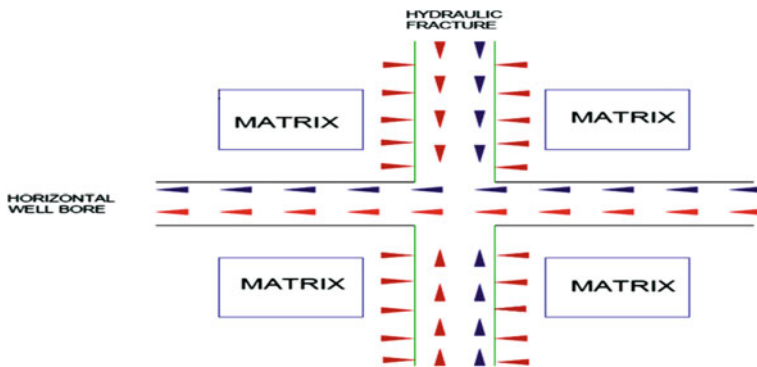 HYDRAULIC
FRACTURE
MATRIX
MATRIX
HORIZONTAL
WELL BORE
MATRIX
MATRIX